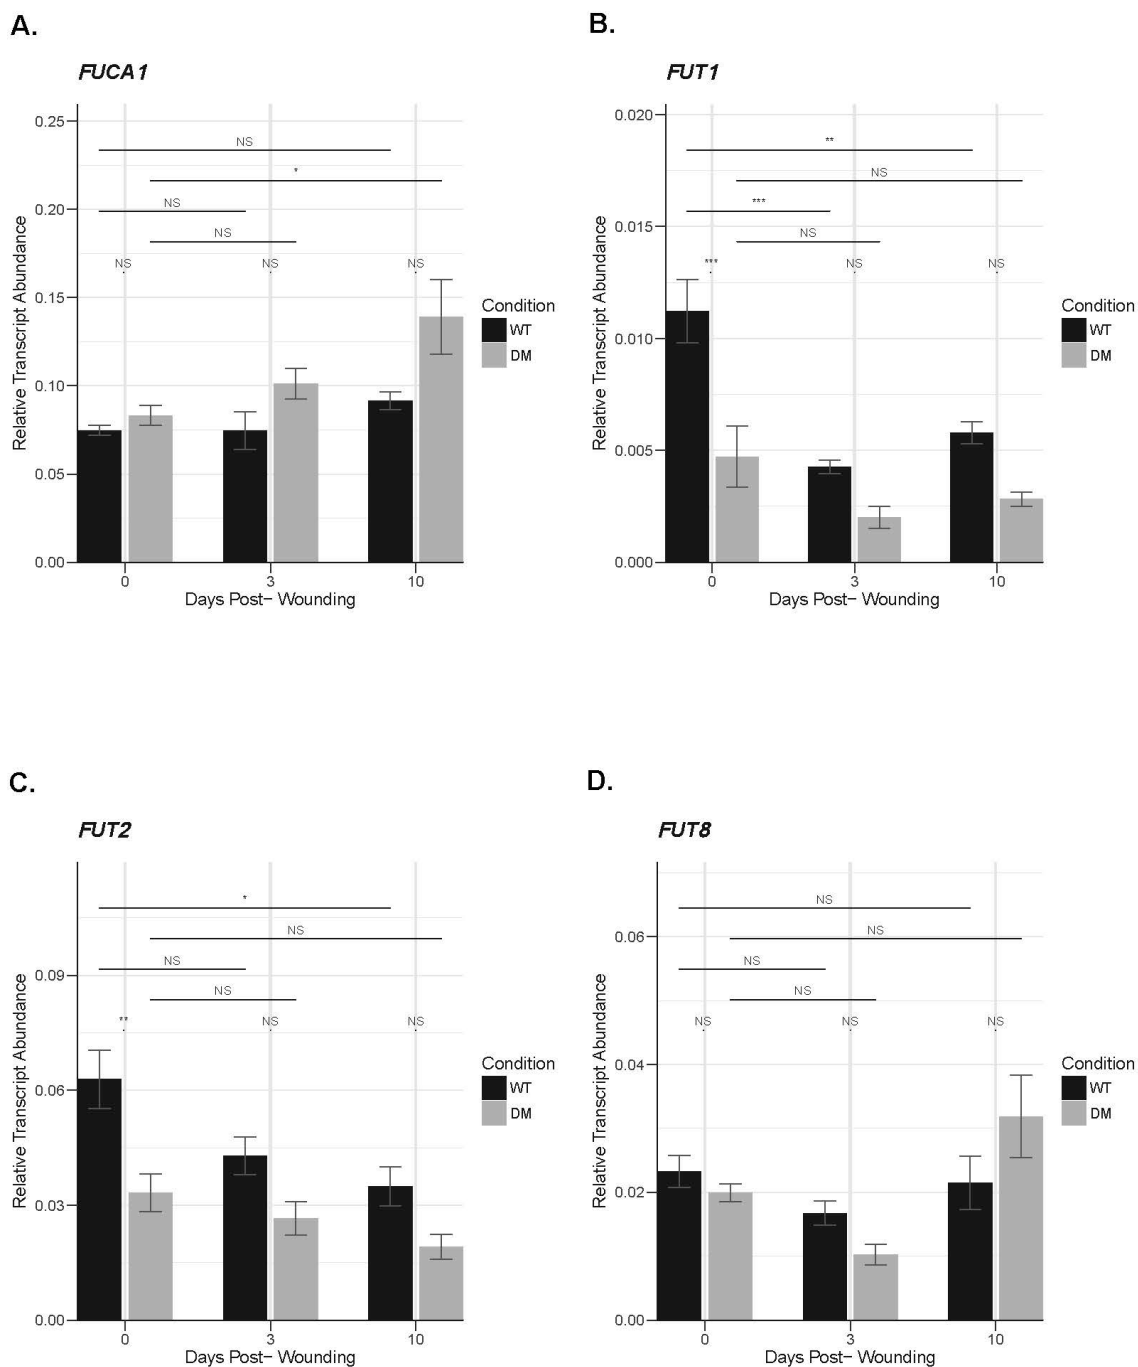 A.
FUCA1
0.25
0.20
0.15
0.10
0.05
0.00
Relative Transcript Abundance
NS
*
NS
NS
NS
NS
NS
0
3
10
Days Post– Wounding
Condition
WT
DM
B.
FUT1
0.020
0.015
0.010
0.005
0.000
Relative Transcript Abundance
**
NS
***
NS
***
NS
NS
0
3
10
Days Post– Wounding
Condition
WT
DM
C.
FUT2
0.09
0.06
0.03
0.00
Relative Transcript Abundance
*
NS
NS
NS
**
NS
NS
0
3
10
Days Post– Wounding
Condition
WT
DM
D.
FUT8
0.06
0.04
0.02
0.00
Relative Transcript Abundance
NS
NS
NS
NS
NS
NS
NS
0
3
10
Days Post– Wounding
Condition
WT
DM